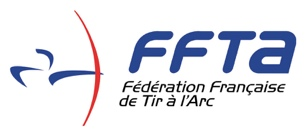 FFTA
Fédération Française
de Tir à l'Arc